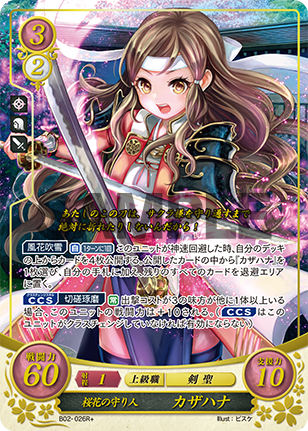 3
2
あたしのこの刃は、サクラ様を守り通すまで
絶対に折れたりしないんだから!
風花吹雪 自 1ターンに1回 このユニットが神速回避した時、自分のデッキ
の上からカードを4枚公開する。公開したカードの中から「カザハナ」を
1枚選び、自分の手札に加え、残りのすべてのカードを退避エリア
に置く。
CCS 切磋琢磨 常 出撃コストが3の味方が他に1体以上いる
場合、このユニットの戦闘力は+10される。(CCSはこの
ユニットがクラスチェンジしていなければ有効にならない)
戦闘力
60
射程 1 上級職 剣聖
支援力
10
桜花の守り人 カザハナ
B02-026R+
Illust:ビスケ